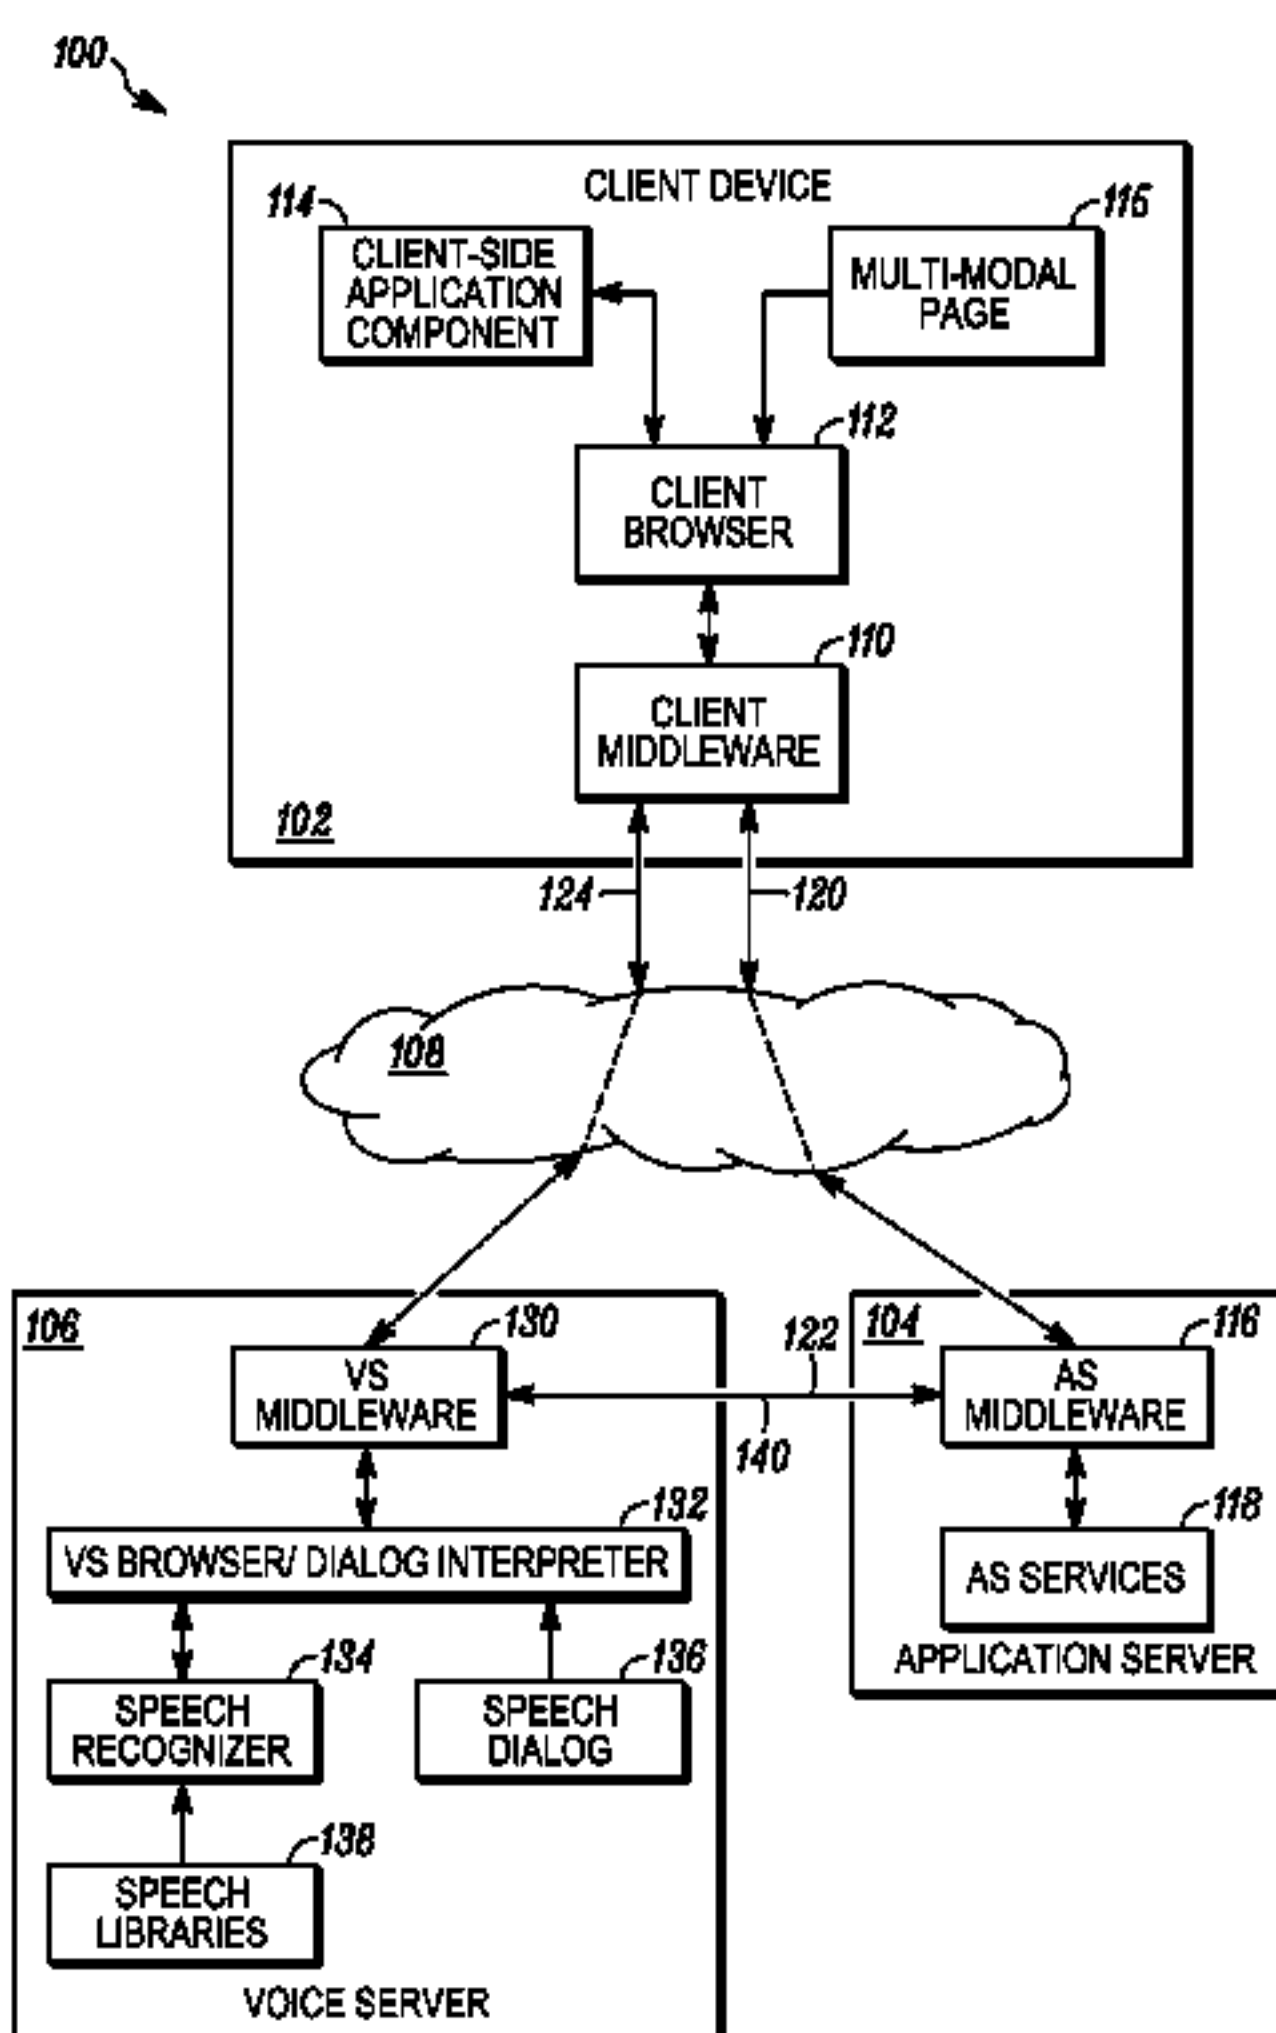 100
CLIENT DEVICE
114
115
CLIENT-SIDE
APPLICATION
COMPONENT
MULTI-MODAL
PAGE
112
CLIENT
BROWSER
110
CLIENT
MIDDLEWARE
102
124
120
108
106
130
VS
MIDDLEWARE
122
140
104
116
AS
MIDDLEWARE
132
VS BROWSER/ DIALOG INTERPRETER
118
AS SERVICES
APPLICATION SERVER
134
SPEECH
RECOGNIZER
136
SPEECH
DIALOG
138
SPEECH
LIBRARIES
VOICE SERVER